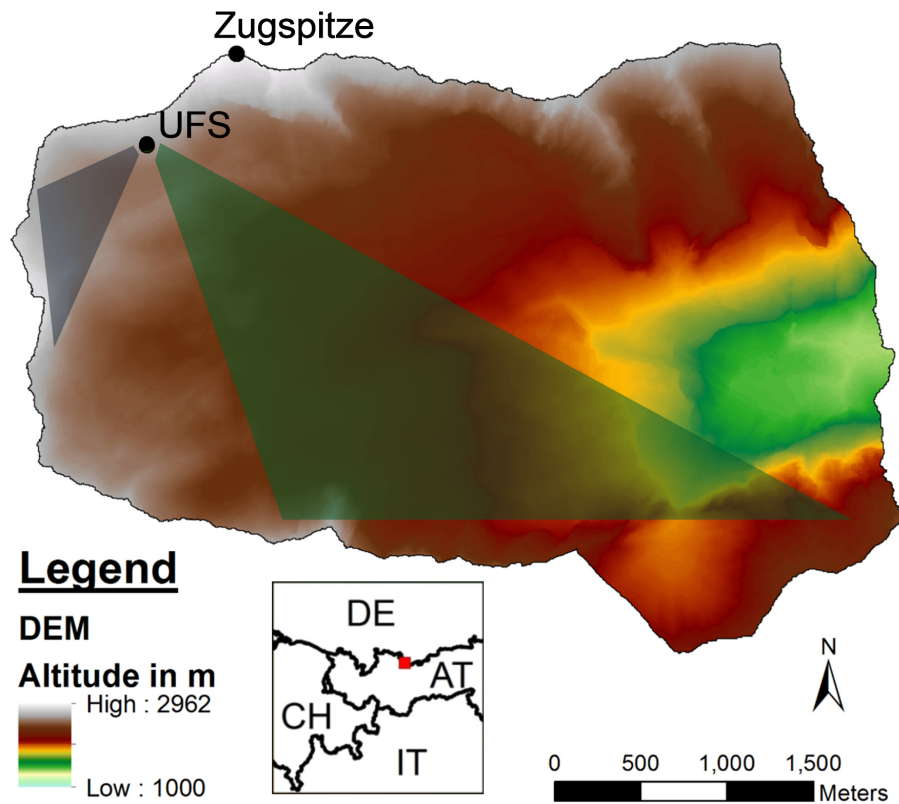 Zugspitze
UFS
Legend
DEM
Altitude in m
High : 2962
Low : 1000
DE
AT
CH
IT
N
0 500 1,000 1,500
Meters